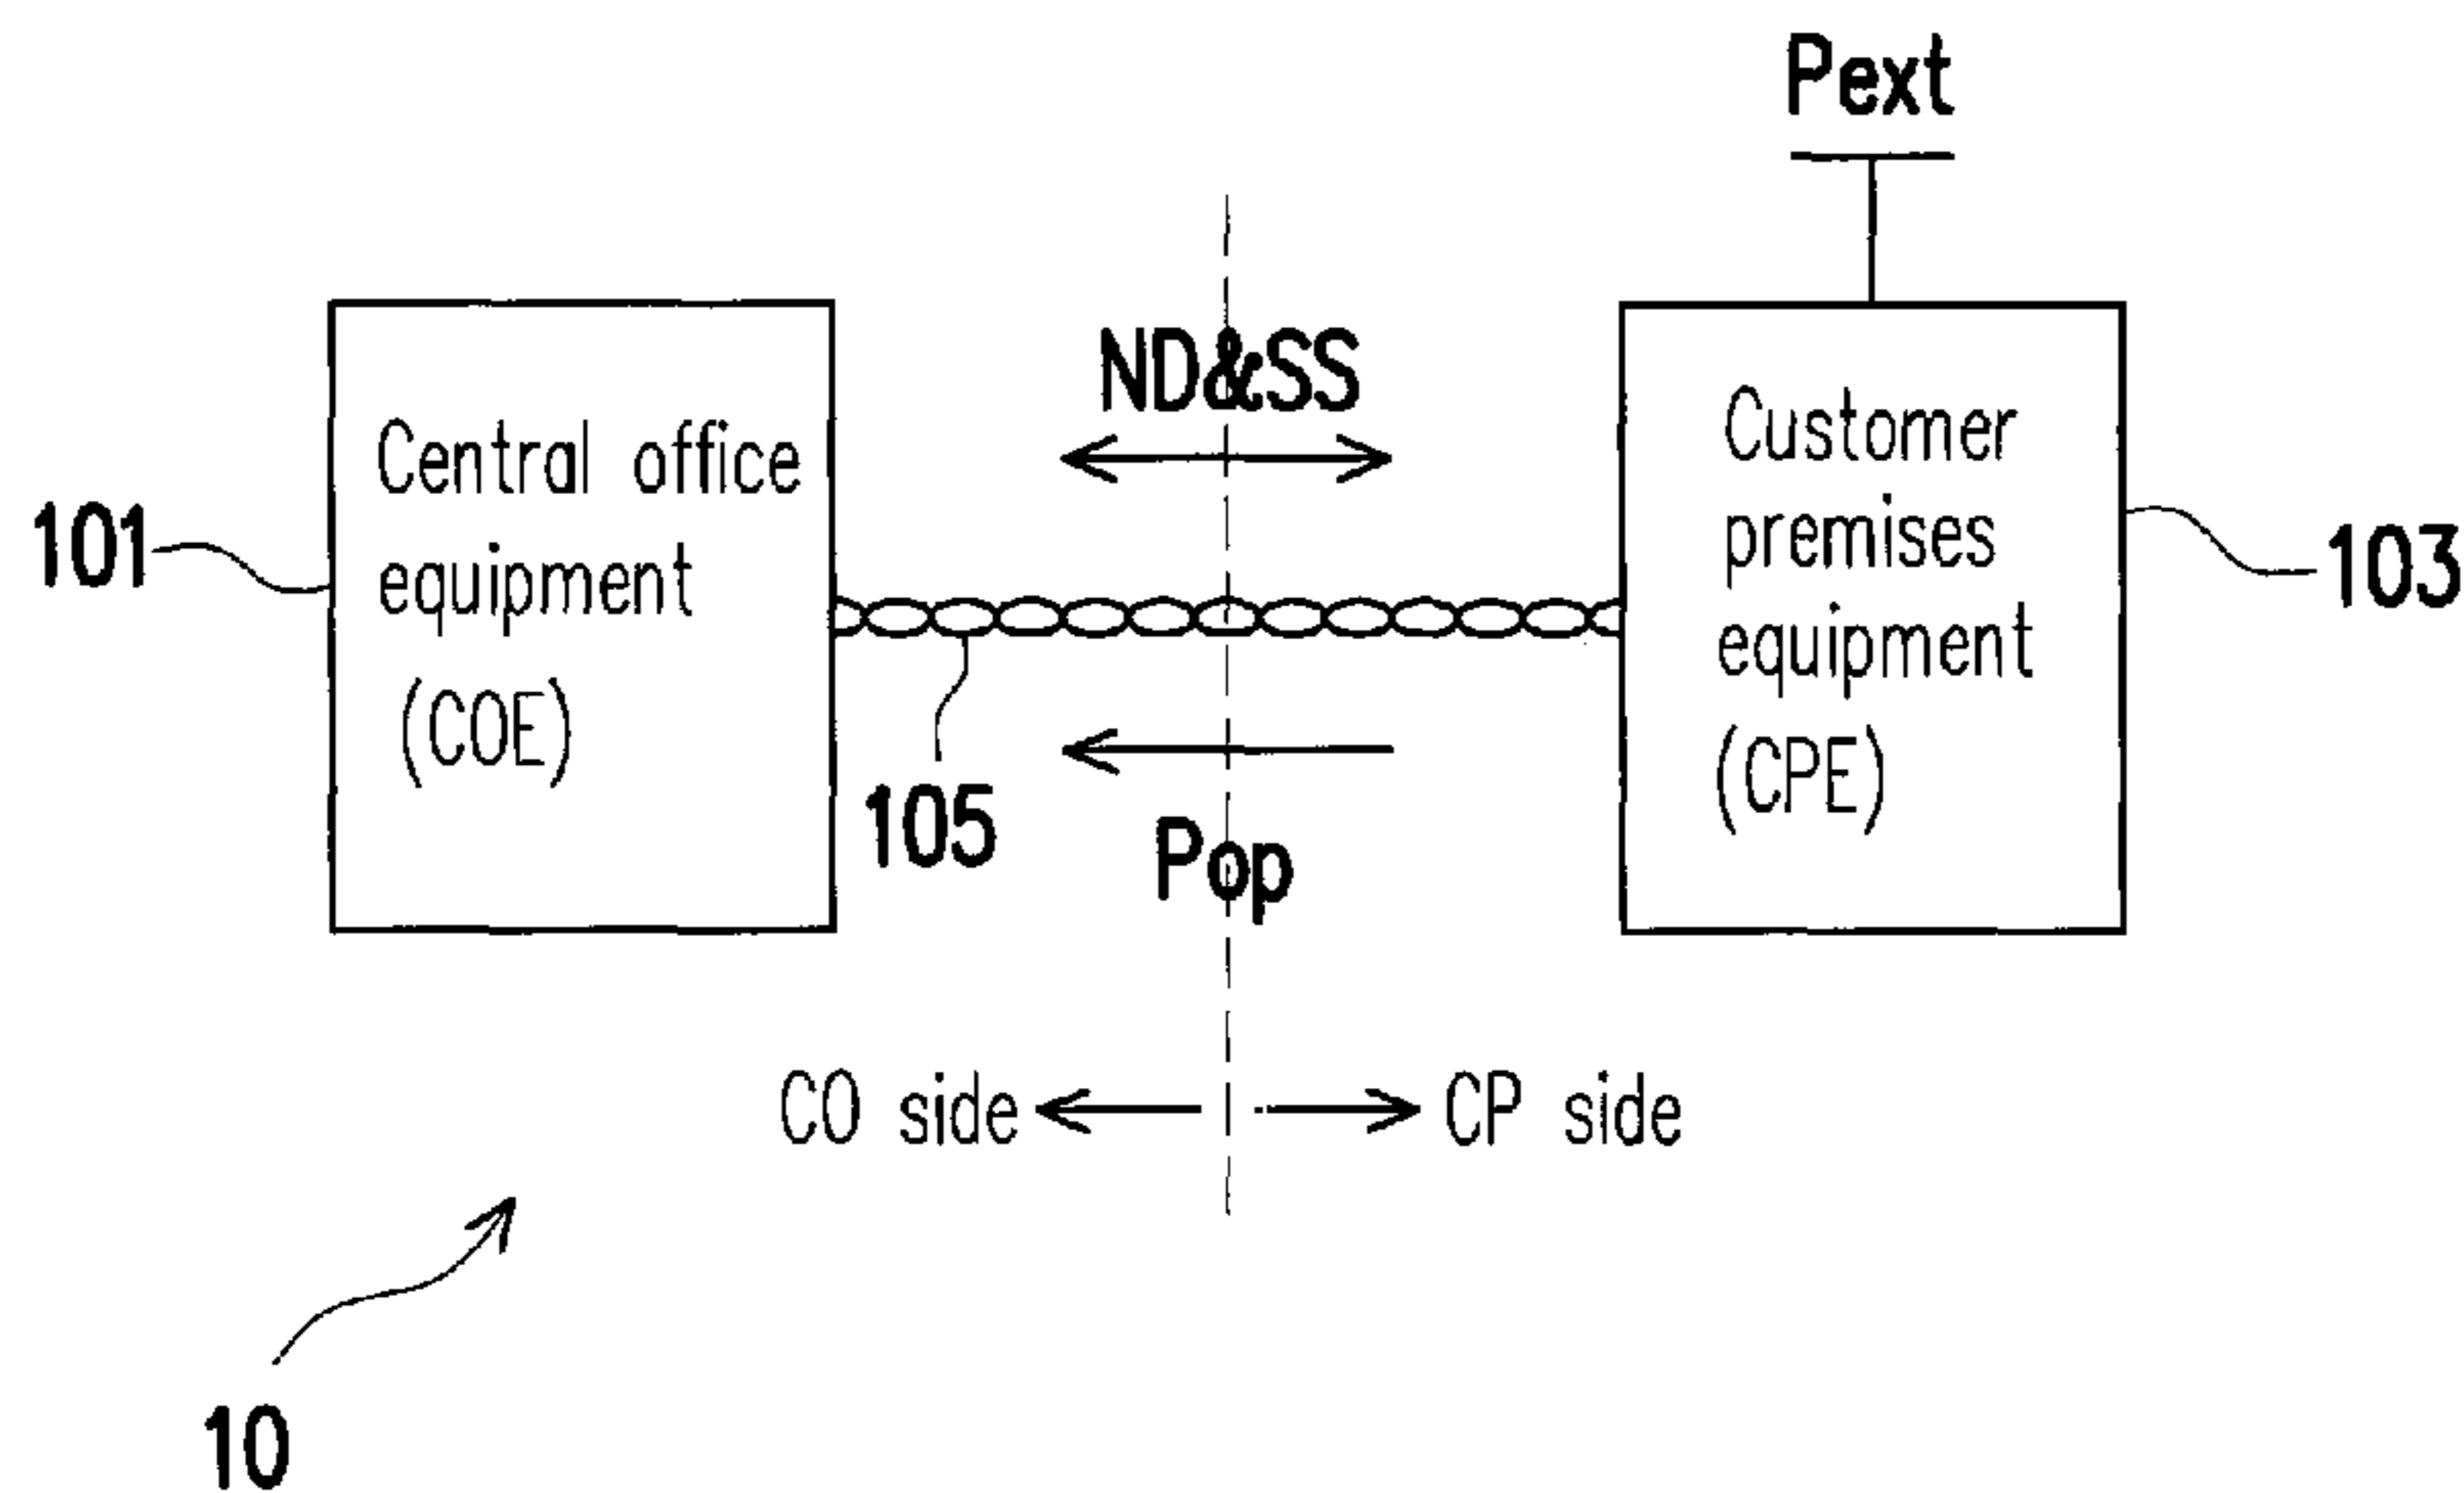 Pext
ND&SS
Central office
equipment
(COE)
Customer
premises
equipment
(CPE)
101
103
105
Pop
CO side
CP side
10